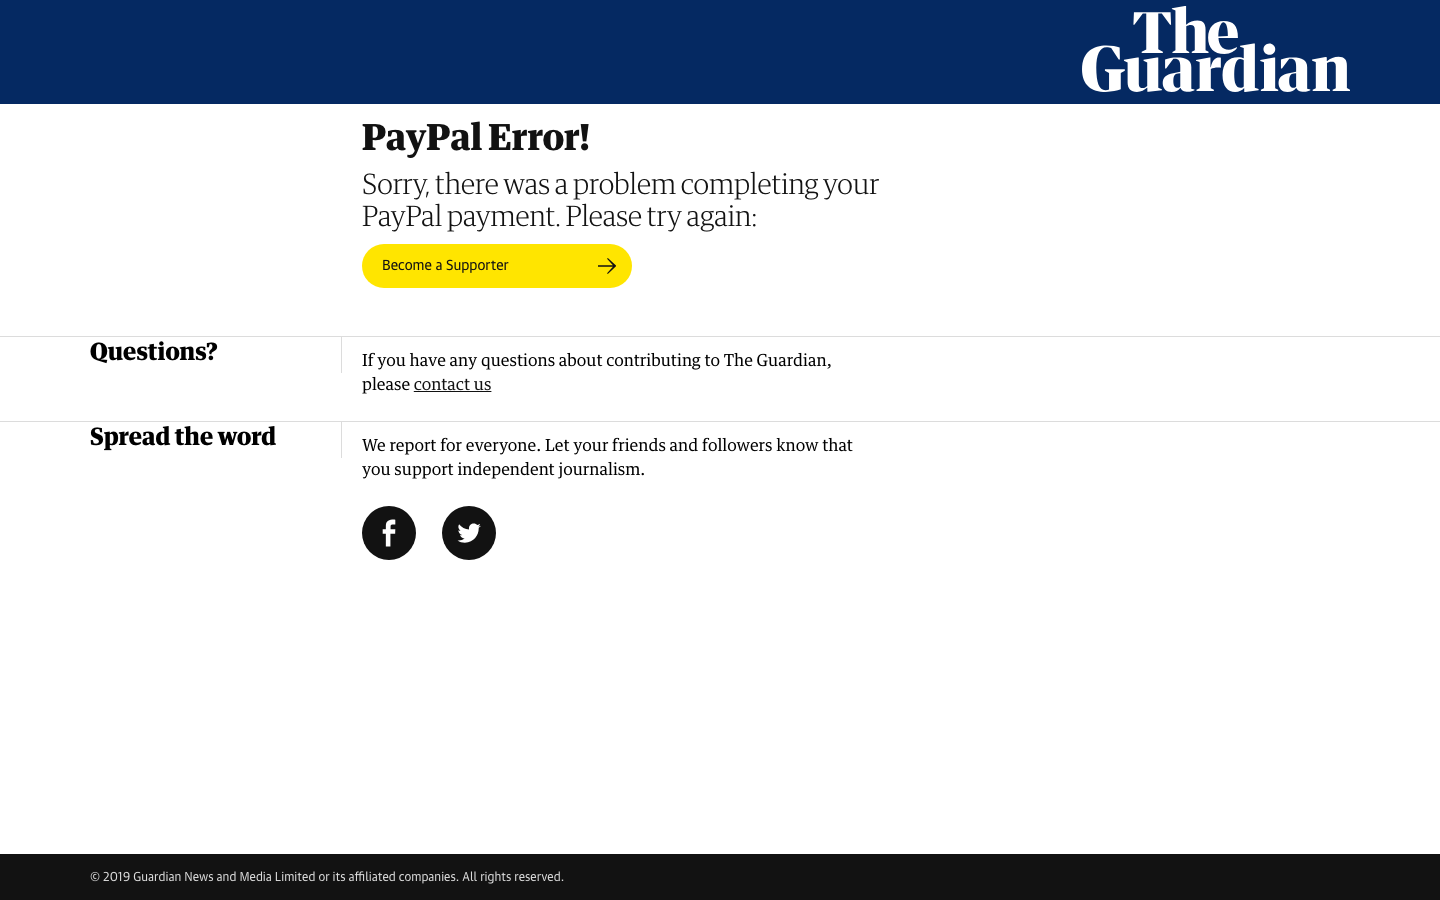 The
Guardian
PayPal Error!
Sorry, there was a problem completing your
PayPal payment. Please try again:
Become a Supporter
Questions?
If you have any questions about contributing to The Guardian,
please contact us
Spread the word
We report for everyone. Let your friends and followers know that
you support independent journalism.
© 2019 Guardian News and Media Limited or its affiliated companies. All rights reserved.